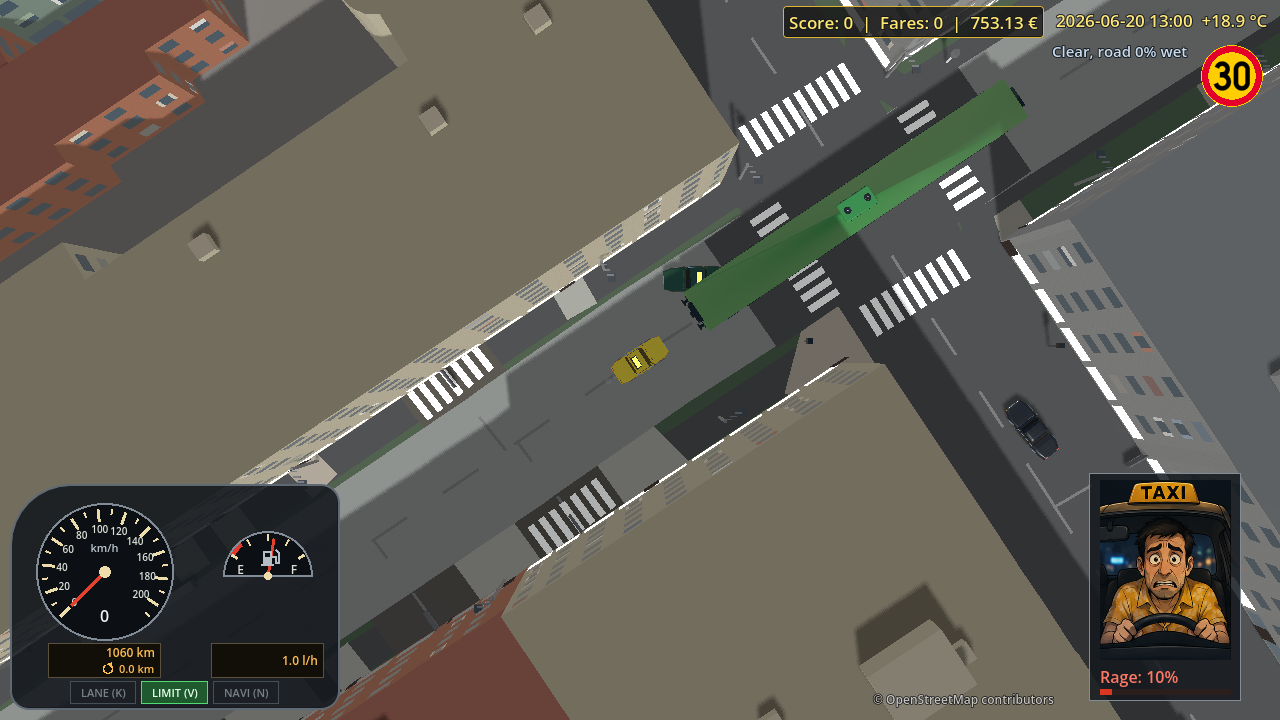 Score: 0 | Fares: 0 | 753.13 €
2026-06-20 13:00 +18.9 °C
Clear, road 0% wet
30
0 20 40 60 80 100 120 140 160 180 200
km/h
0
E F
1060 km
0.0 km
1.0 l/h
LANE (K)
LIMIT (V)
NAVI (N)
TAXI
Rage: 10%
© OpenStreetMap contributors